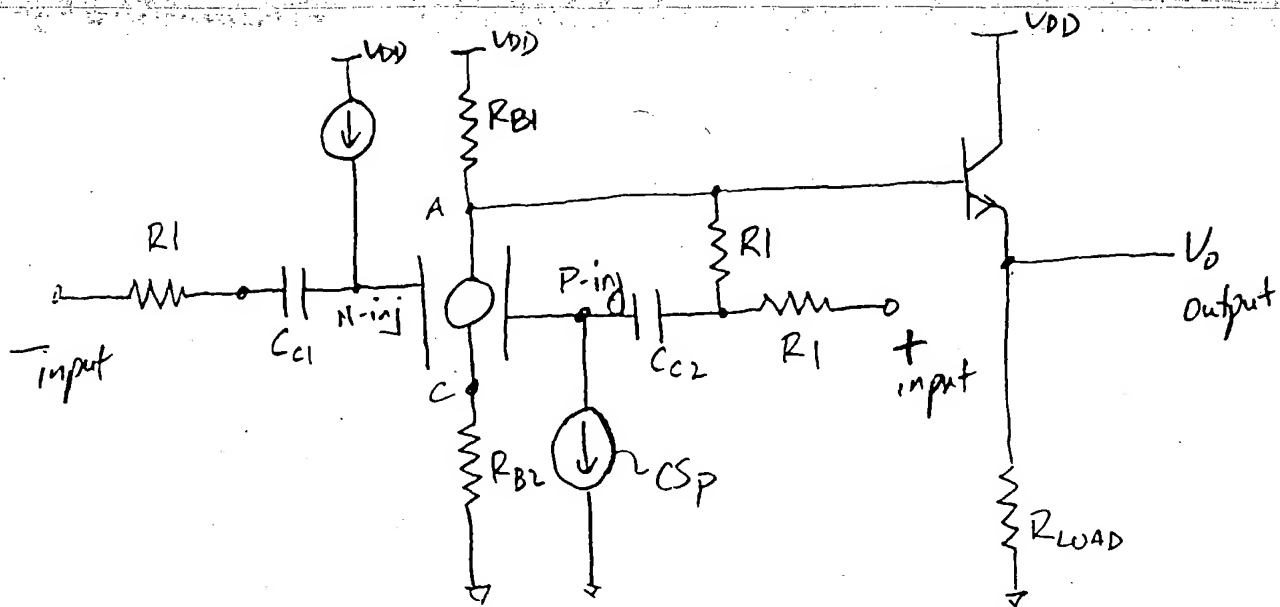 VDD
VDD
VDD
RB1
A
R1
R1
P-inj
N-inj
Vo
output
CC1
CC2
R1
+
input
-
input
C
RB2
CSp
RLOAD